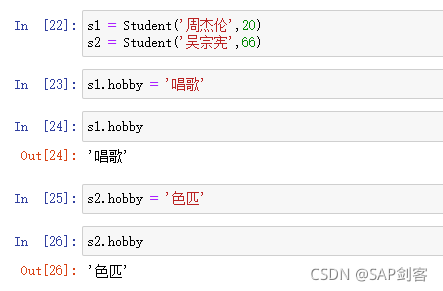 In [22]: s1 = Student('周杰伦',20)
s2 = Student('吴宗宪',66)
In [23]: s1.hobby = '唱歌'
In [24]: s1.hobby
Out[24]: '唱歌'
In [25]: s2.hobby = '色匹'
In [26]: s2.hobby
Out[26]: '色匹'
CSDN @SAP剑客